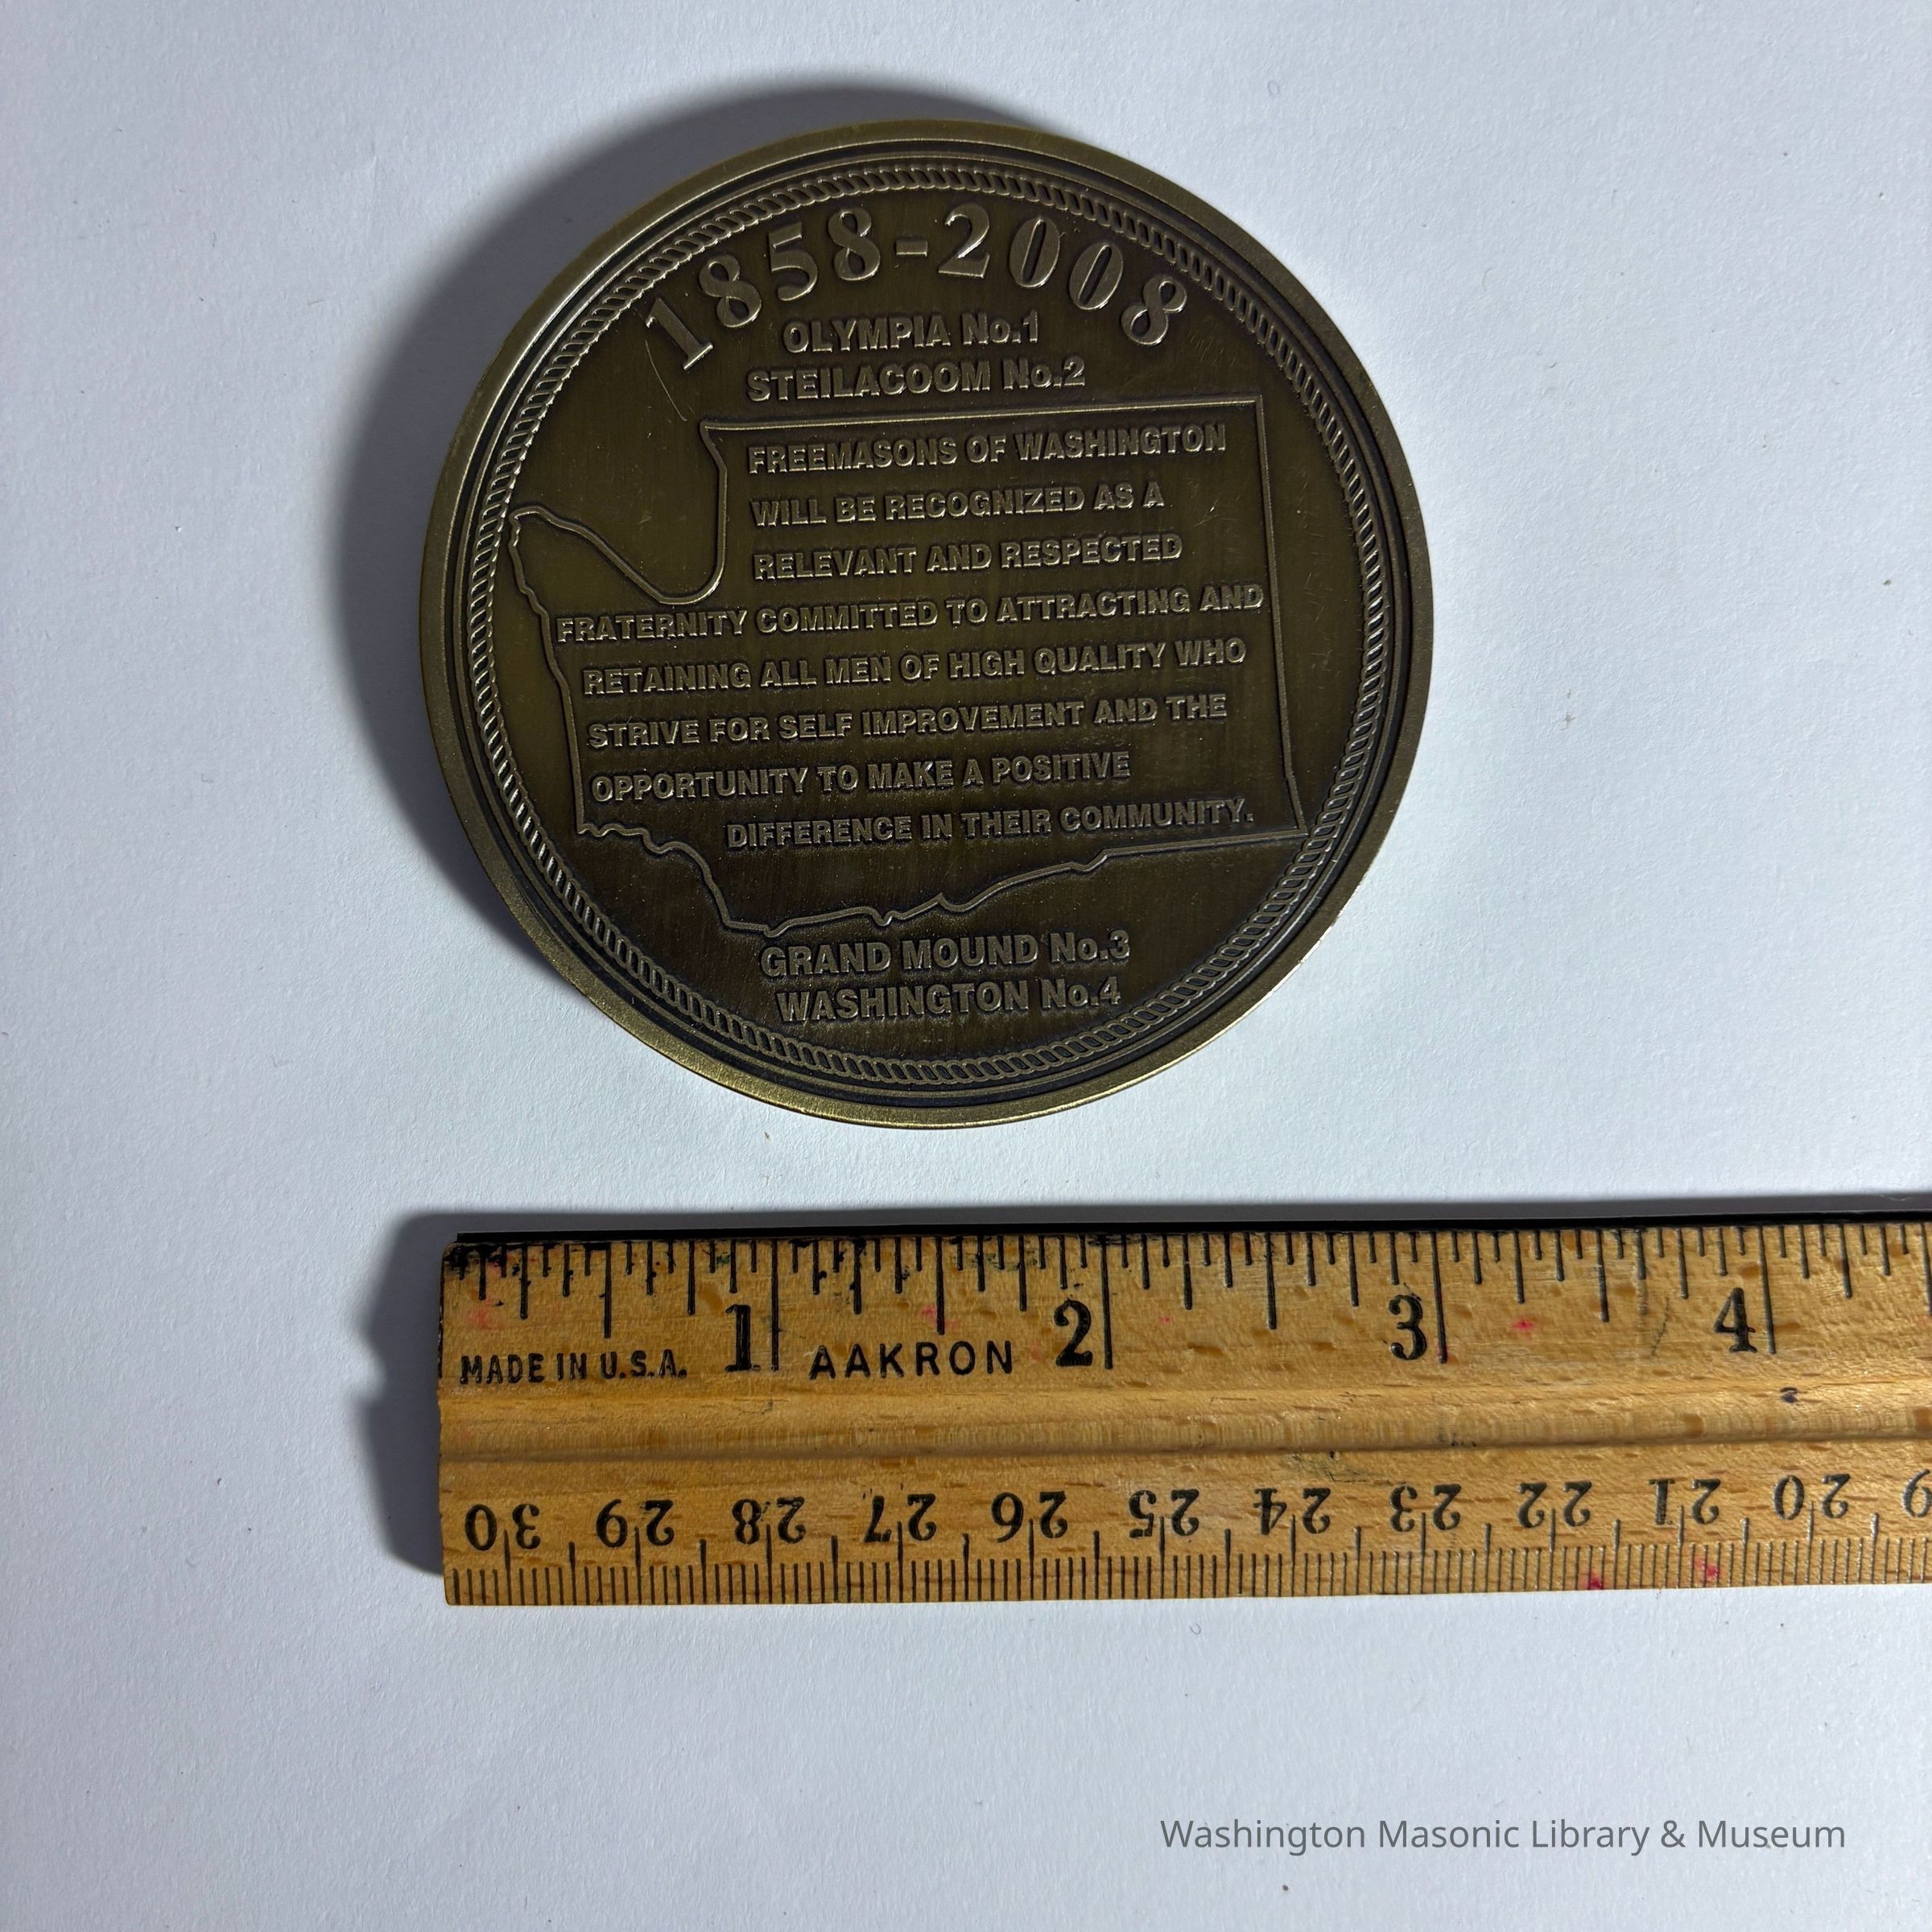 1858-2008
OLYMPIA No.1
STEILACOOM No.2
FREEMASONS OF WASHINGTON
WILL BE RECOGNIZED AS A
RELEVANT AND RESPECTED
FRATERNITY COMMITTED TO ATTRACTING AND
RETAINING ALL MEN OF HIGH QUALITY WHO
STRIVE FOR SELF IMPROVEMENT AND THE
OPPORTUNITY TO MAKE A POSITIVE
DIFFERENCE IN THEIR COMMUNITY.
GRAND MOUND No.3
WASHINGTON No.4
1 2 3 4
MADE IN U.S.A. AAKRON
30 29 28 27 26 25 24 23 22 21 20
Washington Masonic Library & Museum